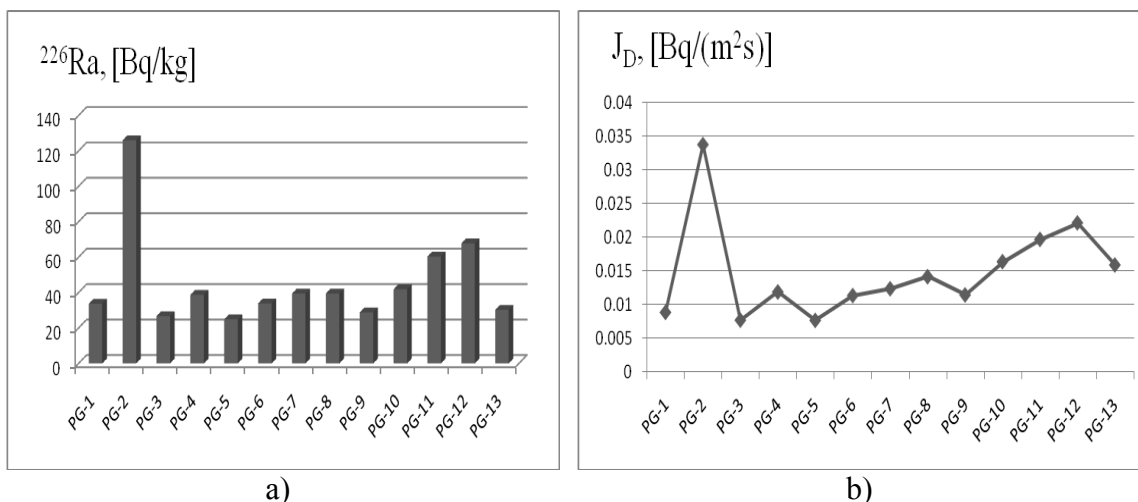 ²²⁶Ra, [Bq/kg]
140
120
100
80
60
40
20
0
PG-1 PG-2 PG-3 PG-4 PG-5 PG-6 PG-7 PG-8 PG-9 PG-10 PG-11 PG-12 PG-13
a)
J_D, [Bq/(m²s)]
0.04
0.035
0.03
0.025
0.02
0.015
0.01
0.005
0
PG-1 PG-2 PG-3 PG-4 PG-5 PG-6 PG-7 PG-8 PG-9 PG-10 PG-11 PG-12 PG-13
b)